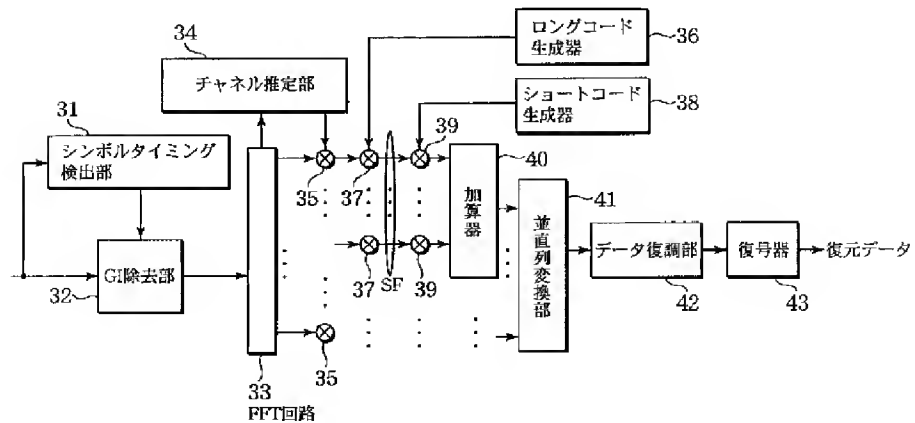 34
チャネル推定部
ロングコード
生成器
36
ショートコード
生成器
38
31
シンボルタイミング
検出部
39
35
37
40
加算器
41
並直列変換部
GI除去部
32
37
SF
39
データ復調部
42
復号器
43
復元データ
35
33
FFT回路